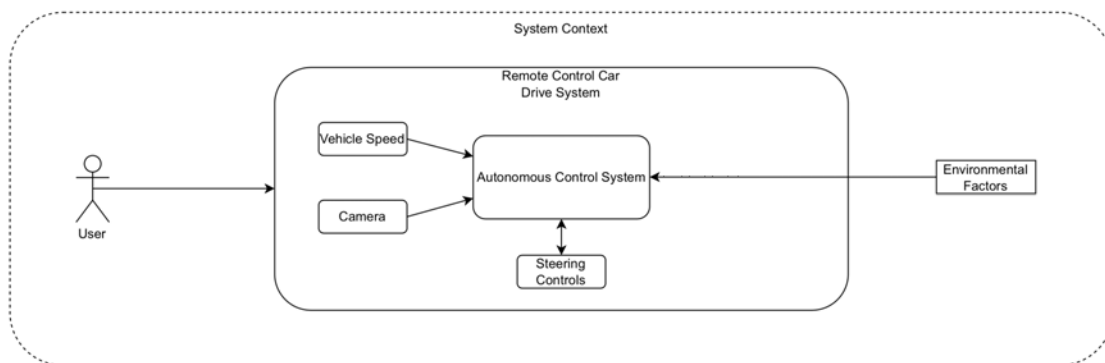 System Context
Remote Control Car
Drive System
Vehicle Speed
Autonomous Control System
Environmental
Factors
Camera
User
Steering
Controls